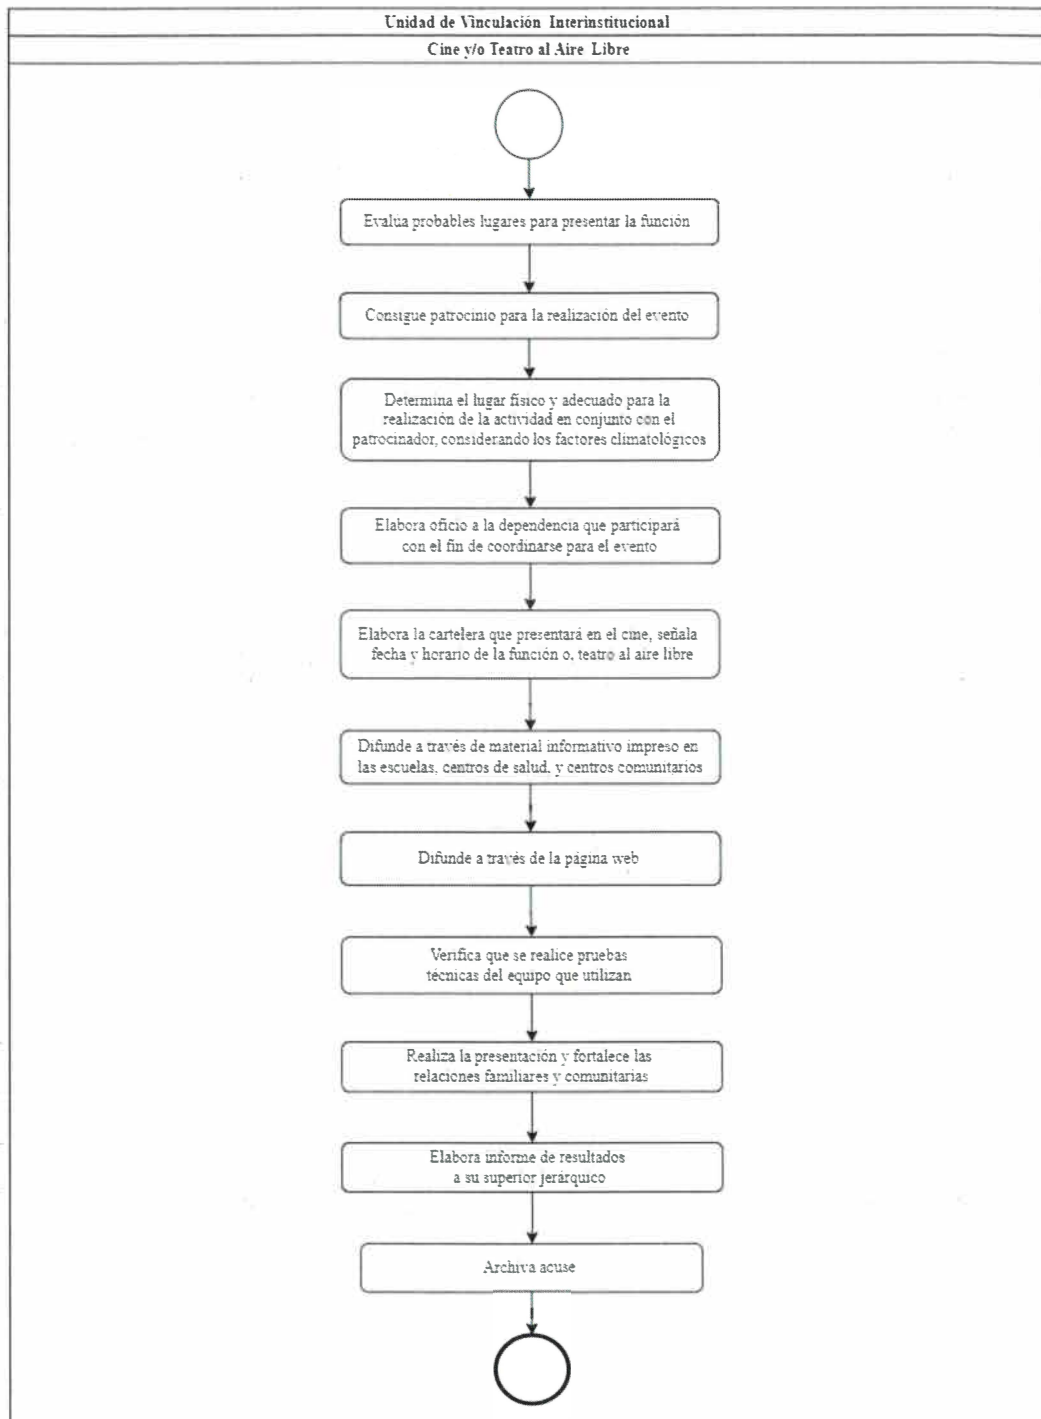 Unidad de Vinculación Interinstitucional
Cine y/o Teatro al Aire Libre
Evalúa probables lugares para presentar la función
Consigue patrocinio para la realización del evento
Determina el lugar físico y adecuado para la
realización de la actividad en conjunto con el
patrocinador, considerando los factores climatológicos
Elabora oficio a la dependencia que participará
con el fin de coordinarse para el evento
Elabora la cartelera que presentará en el cine, señala
fecha y horario de la función o, teatro al aire libre
Difunde a través de material informativo impreso en
las escuelas, centros de salud, y centros comunitarios
Difunde a través de la página web
Verifica que se realice pruebas
técnicas del equipo que utilizan
Realiza la presentación y fortalece las
relaciones familiares y comunitarias
Elabora informe de resultados
a su superior jerárquico
Archiva acuse